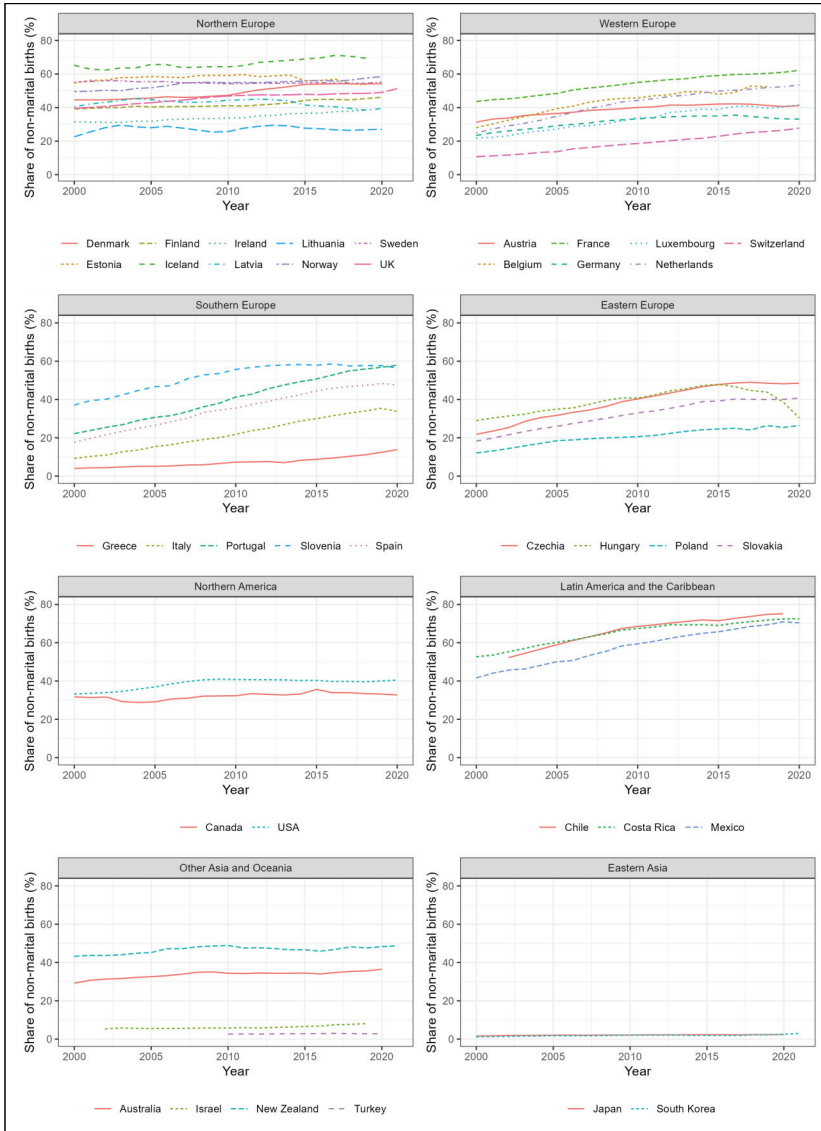 Northern Europe
Share of non-marital births (%)
80
60
40
20
0
2000 2005 2010 2015 2020
Year
Denmark Finland Ireland Lithuania Sweden
Estonia Iceland Latvia Norway UK
Western Europe
Share of non-marital births (%)
80
60
40
20
0
2000 2005 2010 2015 2020
Year
Austria France Luxembourg Switzerland
Belgium Germany Netherlands
Southern Europe
Share of non-marital births (%)
80
60
40
20
0
2000 2005 2010 2015 2020
Year
Greece Italy Portugal Slovenia Spain
Eastern Europe
Share of non-marital births (%)
80
60
40
20
0
2000 2005 2010 2015 2020
Year
Czechia Hungary Poland Slovakia
Northern America
Share of non-marital births (%)
80
60
40
20
0
2000 2005 2010 2015 2020
Year
Canada USA
Latin America and the Caribbean
Share of non-marital births (%)
80
60
40
20
0
2000 2005 2010 2015 2020
Year
Chile Costa Rica Mexico
Other Asia and Oceania
Share of non-marital births (%)
80
60
40
20
0
2000 2005 2010 2015 2020
Year
Australia Israel New Zealand Turkey
Eastern Asia
Share of non-marital births (%)
80
60
40
20
0
2000 2005 2010 2015 2020
Year
Japan South Korea